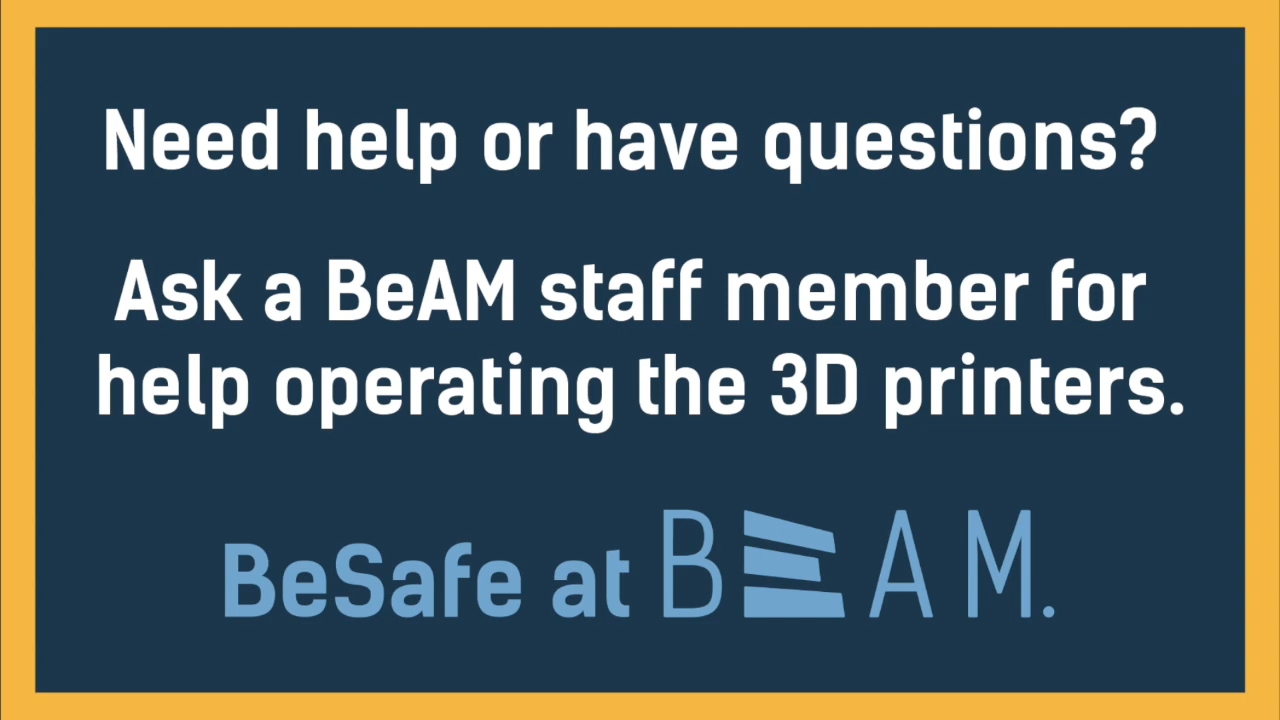 Need help or have questions?
Ask a BeAM staff member for
help operating the 3D printers.
BeSafe at BEAM.